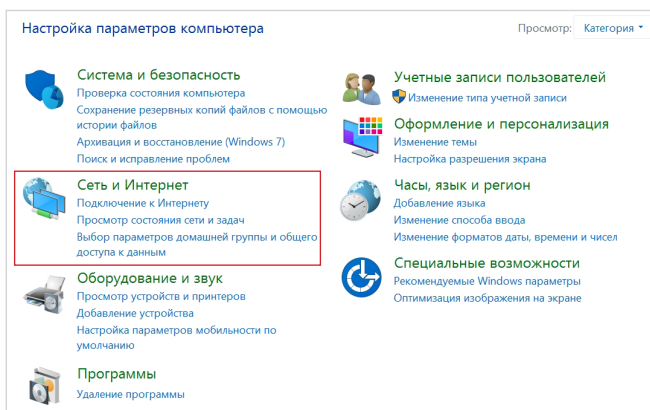 Настройка параметров компьютера
Просмотр: Категория
Система и безопасность
Проверка состояния компьютера
Сохранение резервных копий файлов с помощью
истории файлов
Архивация и восстановление (Windows 7)
Поиск и исправление проблем
Сеть и Интернет
Подключение к Интернету
Просмотр состояния сети и задач
Выбор параметров домашней группы и общего
доступа к данным
Оборудование и звук
Просмотр устройств и принтеров
Добавление устройства
Настройка параметров мобильности по
умолчанию
Программы
Удаление программы
Учетные записи пользователей
Изменение типа учетной записи
Оформление и персонализация
Изменение темы
Настройка разрешения экрана
Часы, язык и регион
Добавление языка
Изменение способа ввода
Изменение форматов даты, времени и чисел
Специальные возможности
Рекомендуемые Windows параметры
Оптимизация изображения на экране